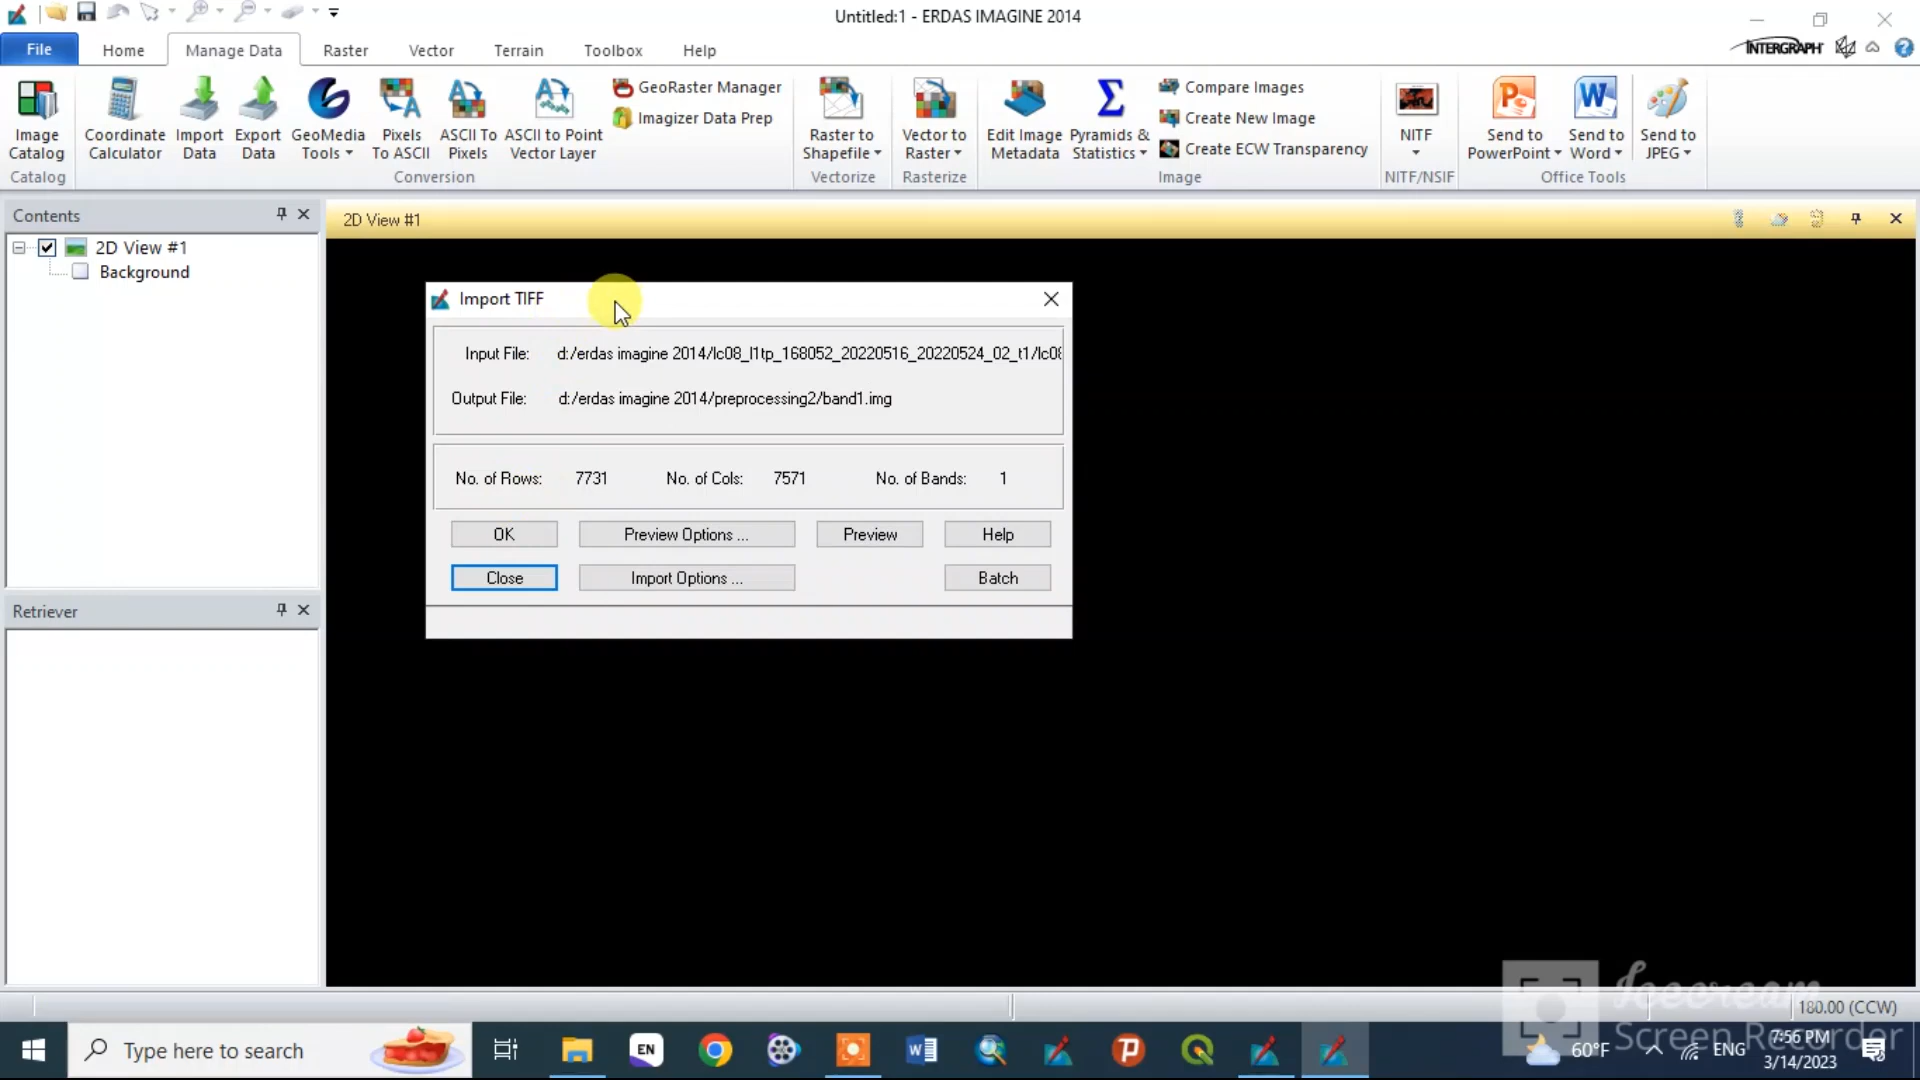 Untitled:1 - ERDAS IMAGINE 2014
File Home Manage Data Raster Vector Terrain Toolbox Help INTERGRAPH
Image Catalog
Coordinate Calculator
Import Data
Export Data
GeoMedia Tools
Pixels To ASCII
ASCII To Pixels
ASCII to Point Vector Layer
GeoRaster Manager
Imagizer Data Prep
Raster to Shapefile
Vector to Raster
Edit Image Metadata
Pyramids & Statistics
Compare Images
Create New Image
Create ECW Transparency
NITF
Send to PowerPoint
Send to Word
Send to JPEG
Catalog Conversion Vectorize Rasterize Image NITF/NSIF Office Tools
Contents
2D View #1
Background
Retriever
2D View #1
Import TIFF
Input File: d:/erdas imagine 2014/lc08_l1tp_168052_20220516_20220524_02_t1/lc08
Output File: d:/erdas imagine 2014/preprocessing2/band1.img
No. of Rows: 7731 No. of Cols: 7571 No. of Bands: 1
OK Preview Options ... Preview Help
Close Import Options ... Batch
180.00 (CCW)
Icecream
Screen Recorder
Type here to search
EN
60°F
ENG
7:56 PM
3/14/2023